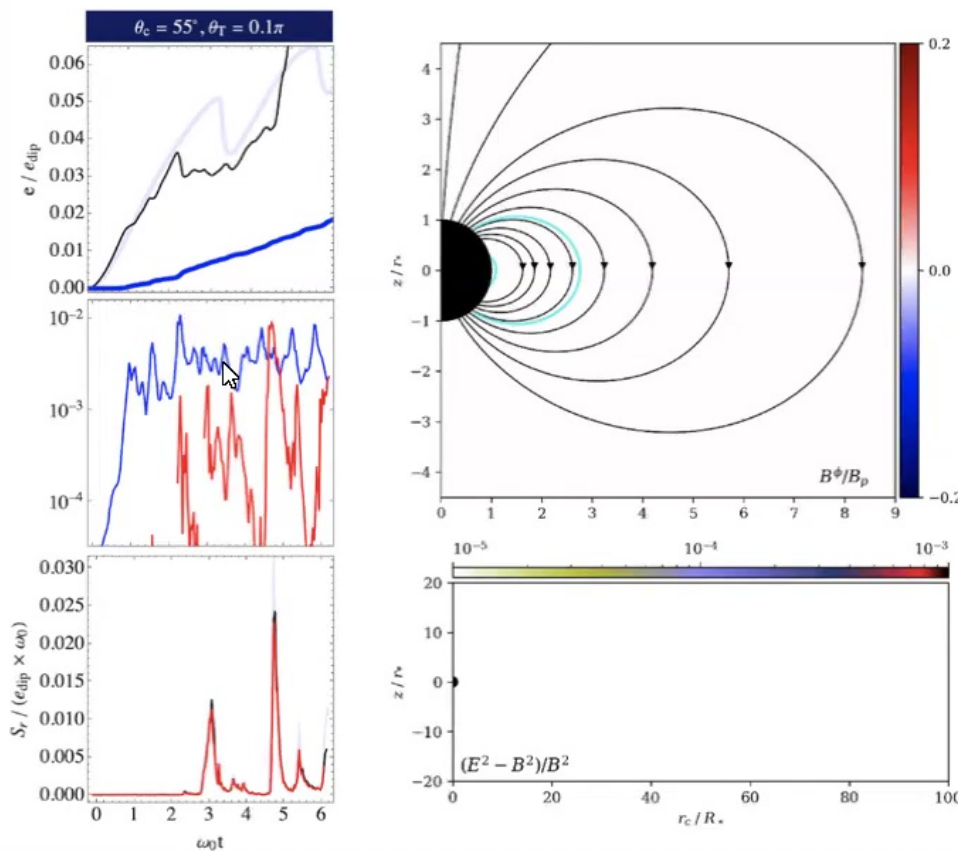 θc = 55°, θT = 0.1π
0.06
0.05
0.04
0.03
0.02
0.01
0.00
e / edip
10⁻²
10⁻³
10⁻⁴
0.030
0.025
0.020
0.015
0.010
0.005
0.000
Sr / (edip × ω0)
0 1 2 3 4 5 6
ω0t
4
3
2
1
0
−1
−2
−3
−4
z / r*
B^ϕ/Bp
0 1 2 3 4 5 6 7 8 9
0.2
0.0
−0.2
10⁻⁵ 10⁻⁴ 10⁻³
20
10
0
−10
−20
z / r*
(E² − B²)/B²
0 20 40 60 80 100
rc / R*